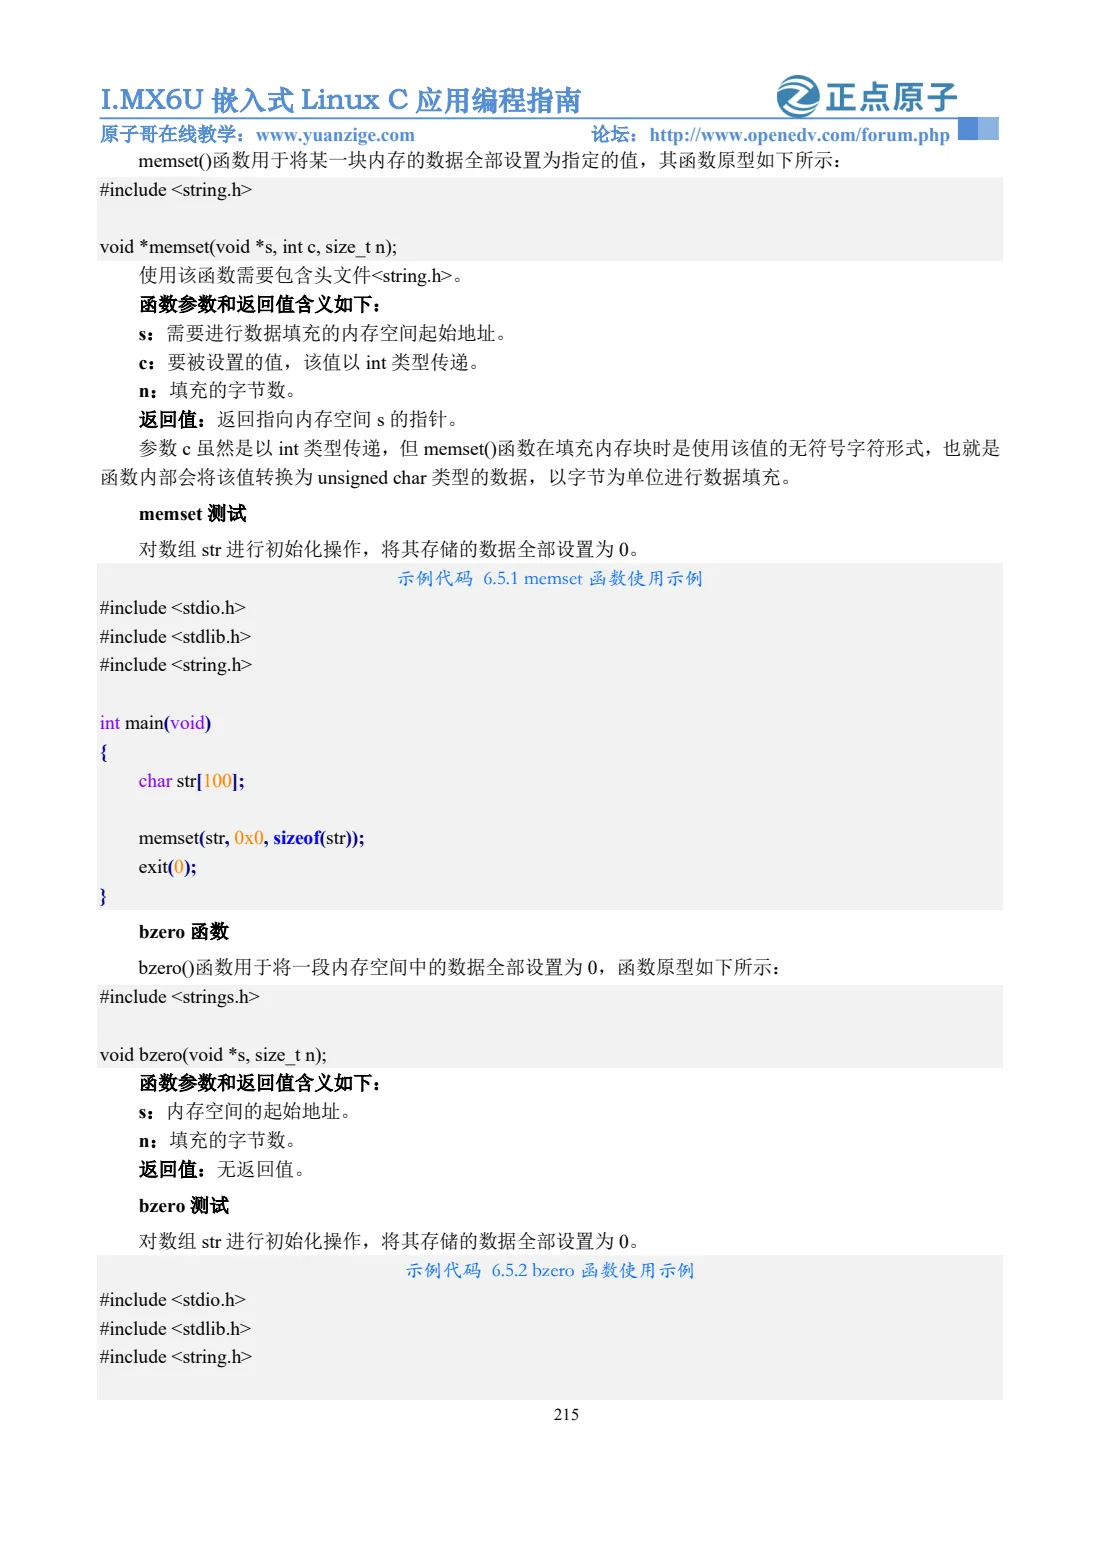 I.MX6U 嵌入式 Linux C 应用编程指南
正点原子
原子哥在线教学：www.yuanzige.com 论坛：http://www.openedv.com/forum.php
memset()函数用于将某一块内存的数据全部设置为指定的值，其函数原型如下所示：
#include <string.h>
void *memset(void *s, int c, size_t n);
使用该函数需要包含头文件<string.h>。
函数参数和返回值含义如下：
s：需要进行数据填充的内存空间起始地址。
c：要被设置的值，该值以 int 类型传递。
n：填充的字节数。
返回值：返回指向内存空间 s 的指针。
参数 c 虽然是以 int 类型传递，但 memset()函数在填充内存块时是使用该值的无符号字符形式，也就是
函数内部会将该值转换为 unsigned char 类型的数据，以字节为单位进行数据填充。
memset 测试
对数组 str 进行初始化操作，将其存储的数据全部设置为 0。
示例代码 6.5.1 memset 函数使用示例
#include <stdio.h>
#include <stdlib.h>
#include <string.h>
int main(void)
{
char str[100];
memset(str, 0x0, sizeof(str));
exit(0);
}
bzero 函数
bzero()函数用于将一段内存空间中的数据全部设置为 0，函数原型如下所示：
#include <strings.h>
void bzero(void *s, size_t n);
函数参数和返回值含义如下：
s：内存空间的起始地址。
n：填充的字节数。
返回值：无返回值。
bzero 测试
对数组 str 进行初始化操作，将其存储的数据全部设置为 0。
示例代码 6.5.2 bzero 函数使用示例
#include <stdio.h>
#include <stdlib.h>
#include <string.h>
215